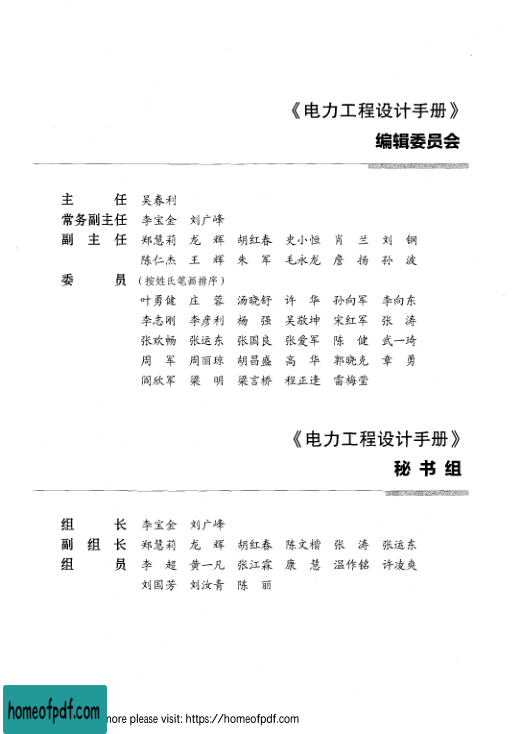 《电力工程设计手册》
编辑委员会
主 任 吴春利
常务副主任 李宝金 刘广峰
副 主 任 郑慧莉 龙 辉 胡红春 史小恒 肖 兰 刘 钢
陈仁杰 王 辉 朱 军 毛永龙 詹 扬 孙 波
委 员 (按姓氏笔画排序)
叶勇健 庄 蓉 汤晓舒 许 华 孙向军 李向东
李志刚 李彦利 杨 强 吴敬坤 宋红军 张 涛
张欢畅 张运东 张国良 张爱军 陈 健 武一琦
周 军 周丽琼 胡昌盛 高 华 郭晓克 章 勇
阎欣军 梁 明 梁言桥 程正逢 雷梅莹
《电力工程设计手册》
秘 书 组
组 长 李宝金 刘广峰
副 组 长 郑慧莉 龙 辉 胡红春 陈文楷 张 涛 张运东
组 员 李 超 黄一凡 张江霖 康 慧 温作铭 许凌爽
刘国芳 刘汝青 陈 丽
homeofpdf.com
more please visit: https://homeofpdf.com